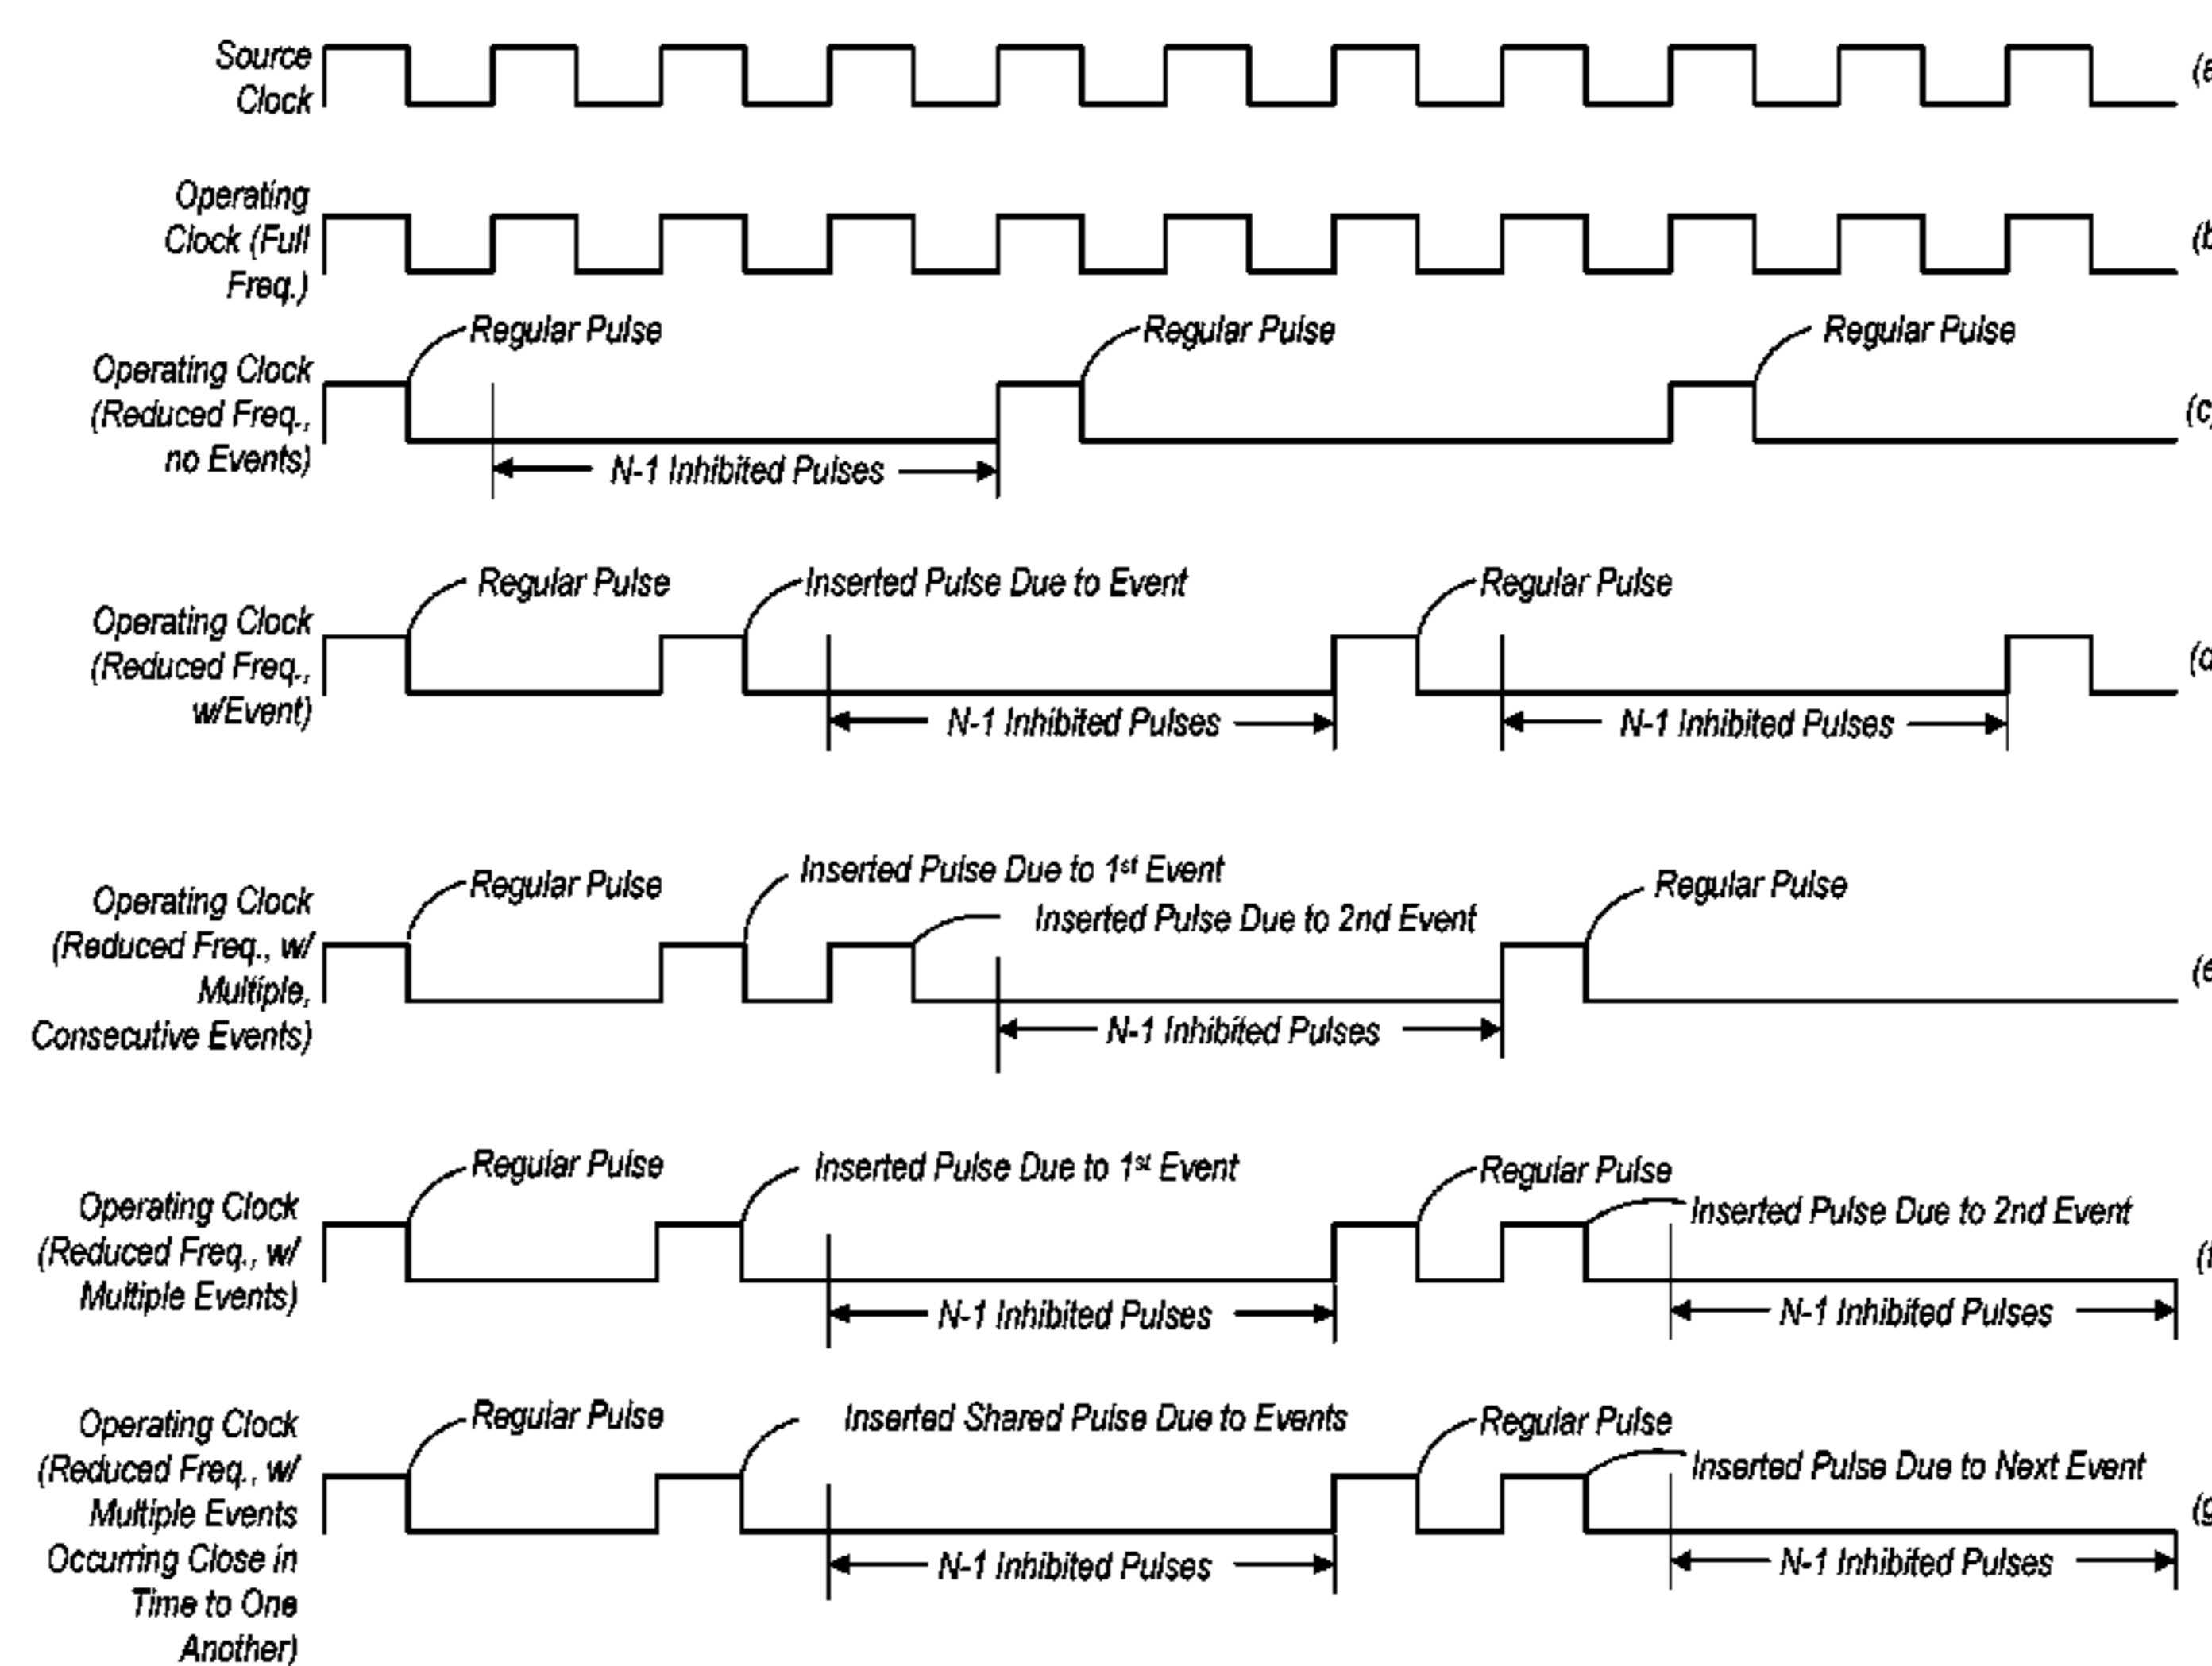 Source
Clock
Operating
Clock (Full
Freq.)
Regular Pulse
Regular Pulse
Regular Pulse
Operating Clock
(Reduced Freq.,
no Events)
N-1 Inhibited Pulses
Regular Pulse
Inserted Pulse Due to Event
Regular Pulse
Operating Clock
(Reduced Freq.,
w/Event)
N-1 Inhibited Pulses
N-1 Inhibited Pulses
Regular Pulse
Inserted Pulse Due to 1st Event
Inserted Pulse Due to 2nd Event
Regular Pulse
Operating Clock
(Reduced Freq., w/
Multiple,
Consecutive Events)
N-1 Inhibited Pulses
Regular Pulse
Inserted Pulse Due to 1st Event
Regular Pulse
Inserted Pulse Due to 2nd Event
Operating Clock
(Reduced Freq., w/
Multiple Events)
N-1 Inhibited Pulses
N-1 Inhibited Pulses
Regular Pulse
Inserted Shared Pulse Due to Events
Regular Pulse
Inserted Pulse Due to Next Event
Operating Clock
(Reduced Freq., w/
Multiple Events
Occurring Close in
Time to One
Another)
N-1 Inhibited Pulses
N-1 Inhibited Pulses